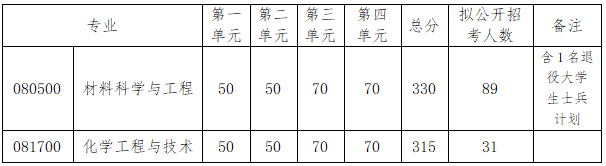 专业 第一单元 第二单元 第三单元 第四单元 总分 拟公开招考人数 备注
080500 材料科学与工程 50 50 70 70 330 89 含1名退役大学生士兵计划
081700 化学工程与技术 50 50 70 70 315 31